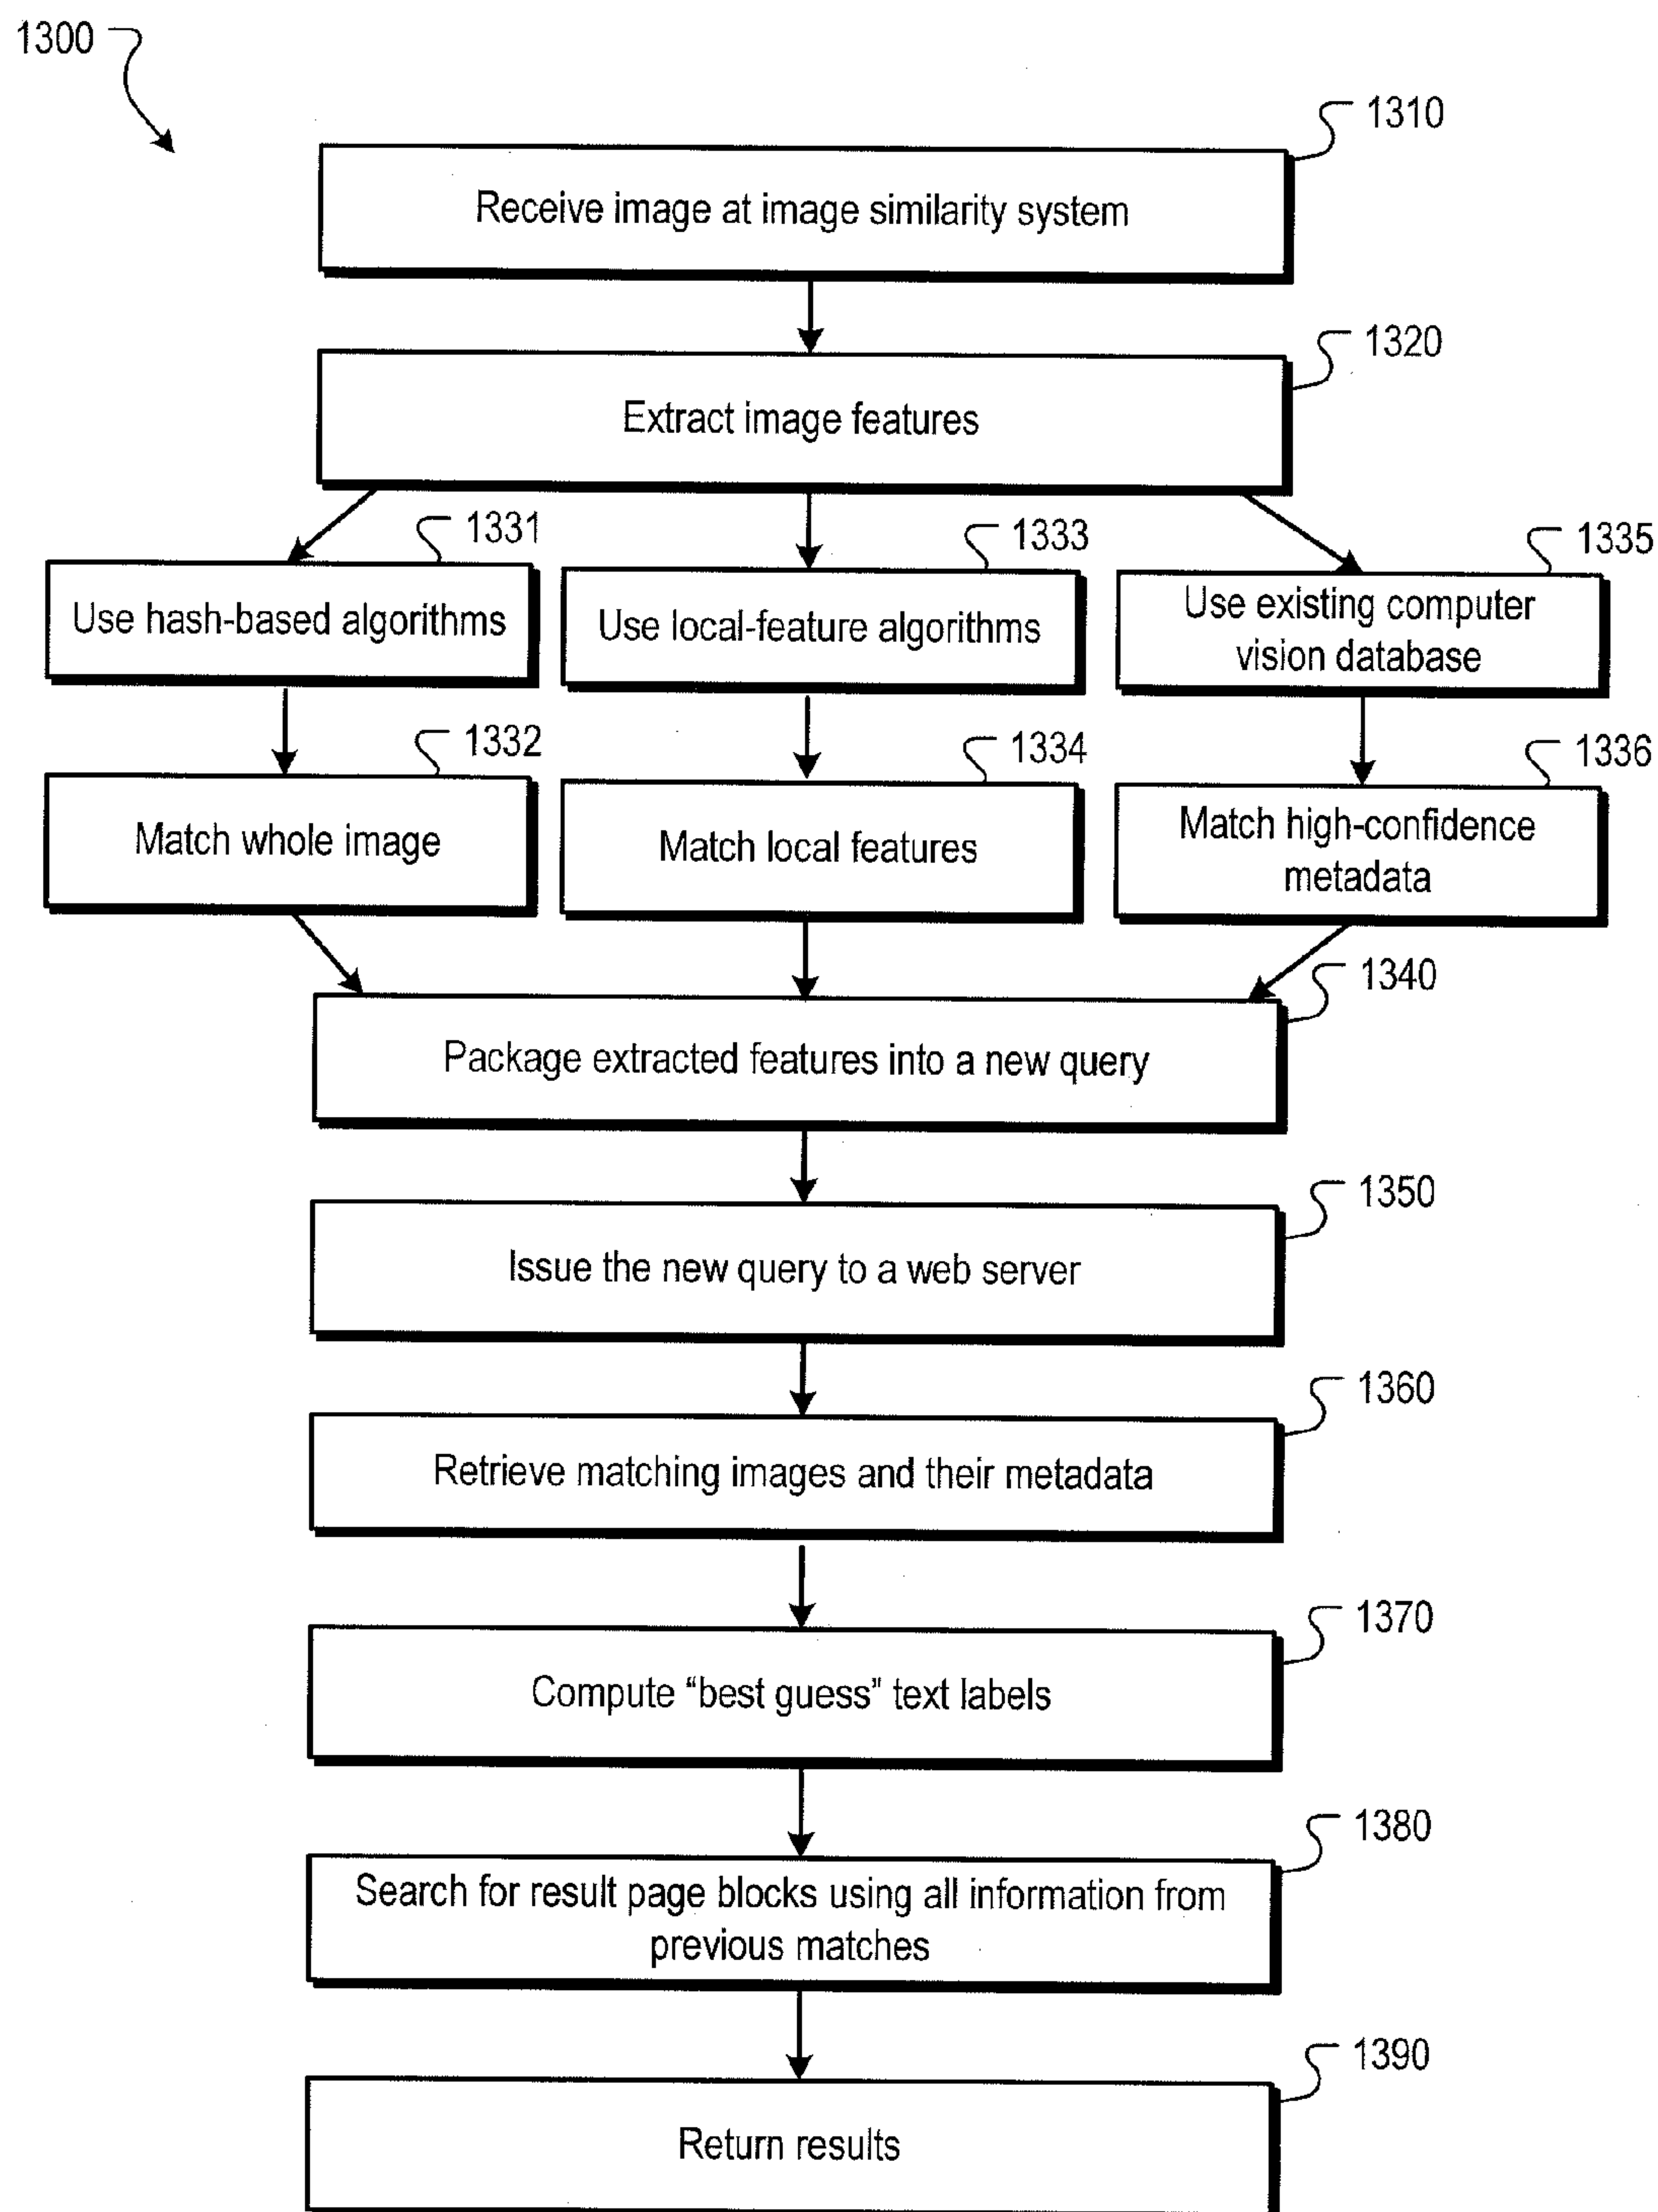 1300
1310
Receive image at image similarity system
1320
Extract image features
1331
Use hash-based algorithms
1333
Use local-feature algorithms
1335
Use existing computer
vision database
1332
Match whole image
1334
Match local features
1336
Match high-confidence
metadata
1340
Package extracted features into a new query
1350
Issue the new query to a web server
1360
Retrieve matching images and their metadata
1370
Compute “best guess” text labels
1380
Search for result page blocks using all information from
previous matches
1390
Return results